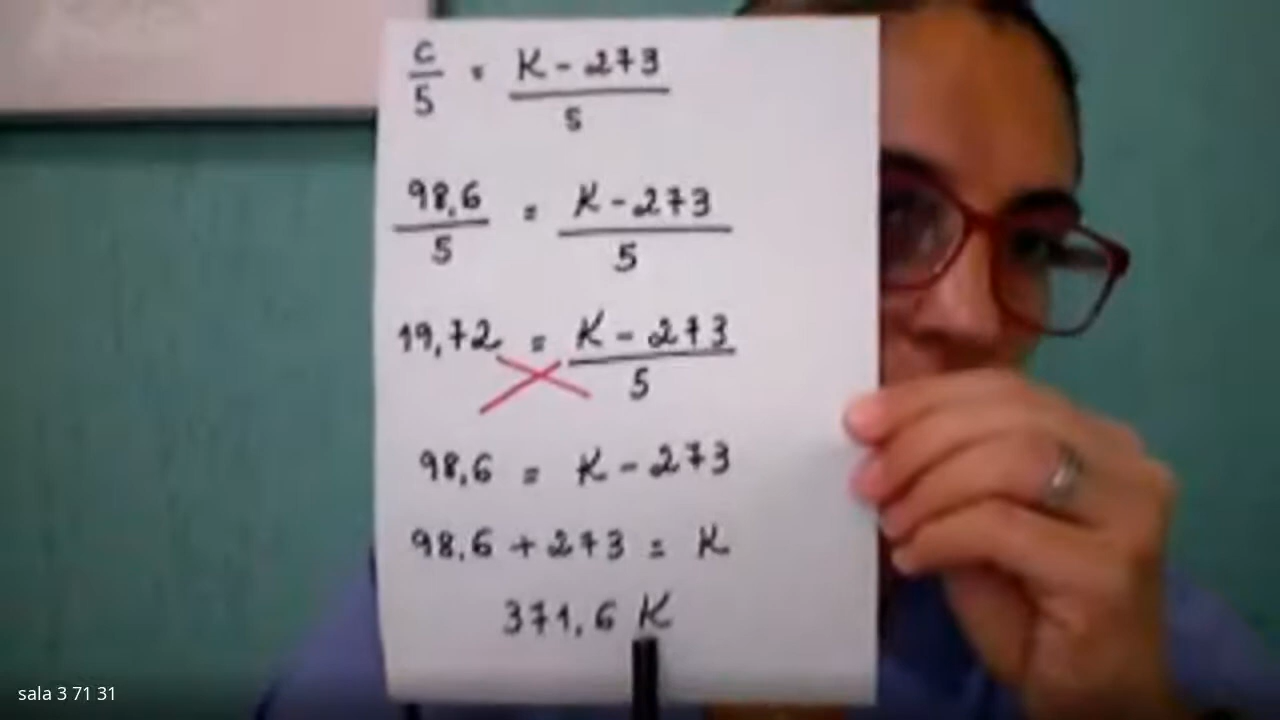 C/5 = K - 273/5
98,6/5 = K - 273/5
19,72 = K - 273/5
98,6 = K - 273
98,6 + 273 = K
371,6 K
sala 3 71 31